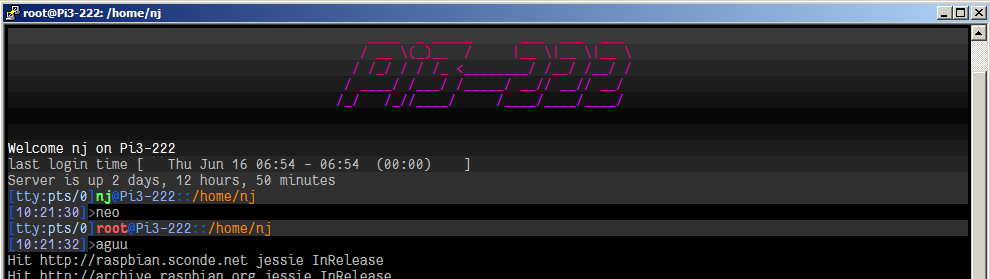 root@Pi3-222: /home/nj
Pi3-222
Welcome nj on Pi3-222
last login time [   Thu Jun 16 06:54 - 06:54  (00:00)    ]
Server is up 2 days, 12 hours, 50 minutes
[tty:pts/0]nj@Pi3-222::/home/nj
[10:21:30]>neo
[tty:pts/0]root@Pi3-222::/home/nj
[10:21:32]>aguu
Hit http://raspbian.sconde.net jessie InRelease
Hit http://archive.raspbian.org jessie InRelease